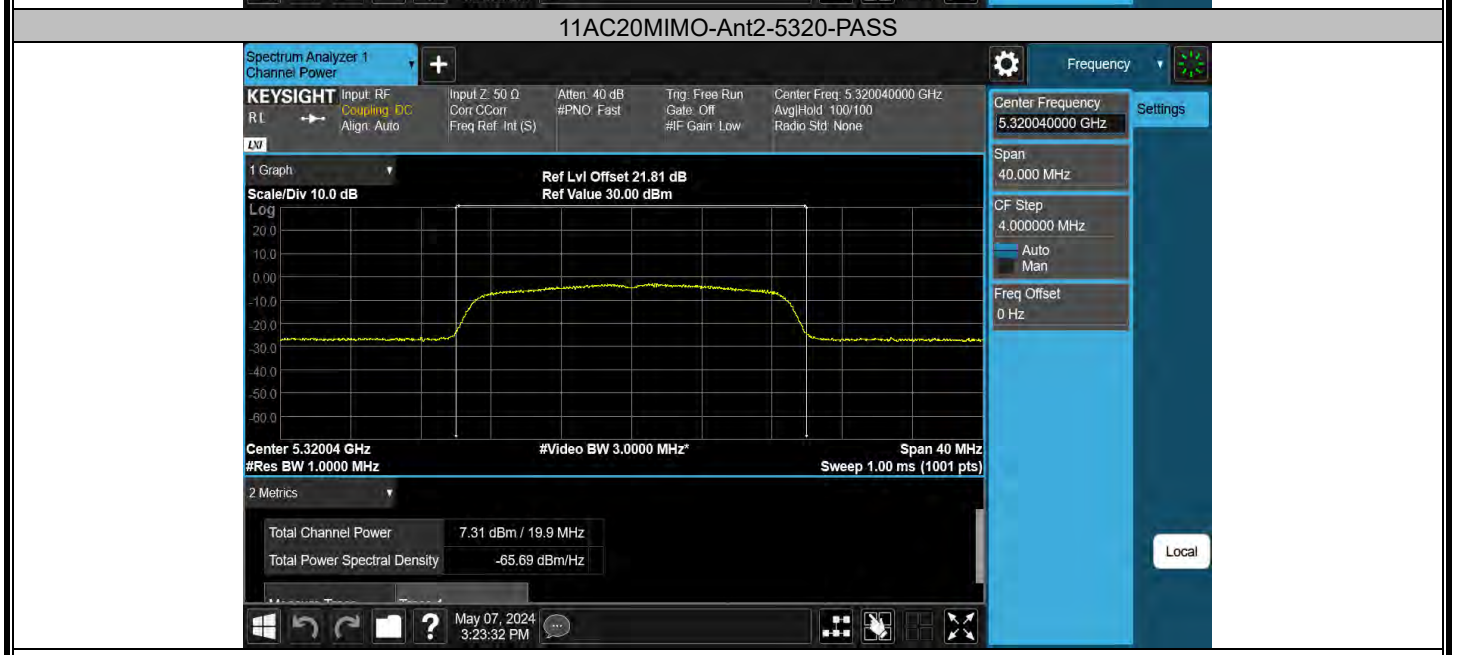 11AC20MIMO-Ant2-5320-PASS
Spectrum Analyzer 1
Channel Power
Frequency
KEYSIGHT
RL
LXI
Input: RF
Coupling: DC
Align: Auto
Input Z: 50 Ω
Corr CCorr
Freq Ref: Int (S)
Atten: 40 dB
#PNO: Fast
Trig: Free Run
Gate: Off
#IF Gain: Low
Center Freq: 5.320040000 GHz
Avg|Hold: 100/100
Radio Std: None
1 Graph
Scale/Div 10.0 dB
Ref Lvl Offset 21.81 dB
Ref Value 30.00 dBm
Log
20.0
10.0
0.00
-10.0
-20.0
-30.0
-40.0
-50.0
-60.0
Center 5.32004 GHz
#Res BW 1.0000 MHz
#Video BW 3.0000 MHz*
Span 40 MHz
Sweep 1.00 ms (1001 pts)
2 Metrics
Total Channel Power 7.31 dBm / 19.9 MHz
Total Power Spectral Density -65.69 dBm/Hz
May 07, 2024
3:23:32 PM
Center Frequency
5.320040000 GHz
Span
40.000 MHz
CF Step
4.000000 MHz
Auto
Man
Freq Offset
0 Hz
Settings
Local